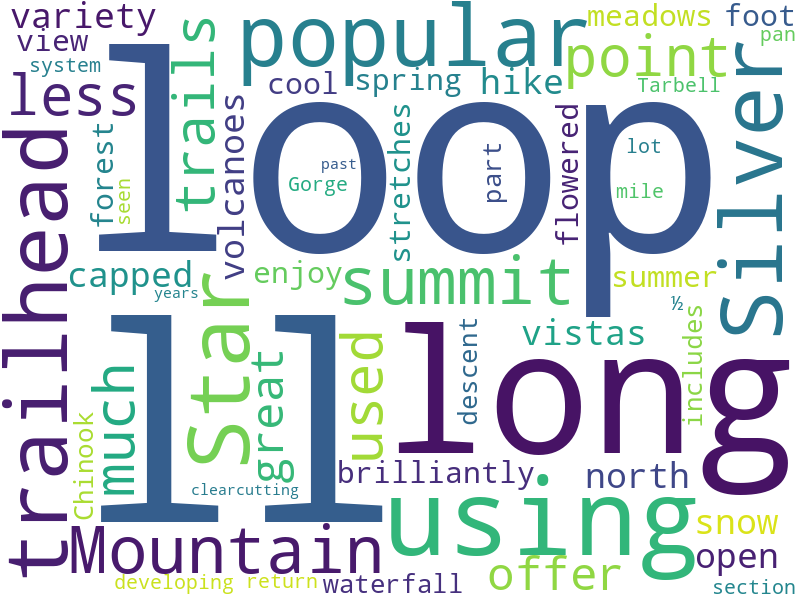 variety
popular
meadows
foot
view
pan
point
system
cool
spring
hike
Tarbell
less
trails
loop
silver
volcanoes
stretches
flowered
forest
part
lot
past
Gorge
mile
seen
trailhead
capped
enjoy
summit
summer
years
Star
½
ll
long
vistas
descent
includes
used
great
much
Chinook
brilliantly
north
clearcutting
using
snow
Mountain
open
offer
developing
return
waterfall
section